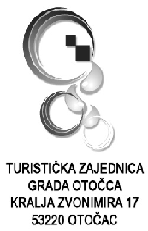 TURISTIČKA ZAJEDNICA
GRADA OTOČCA
KRALJA ZVONIMIRA 17
53220 OTOČAC